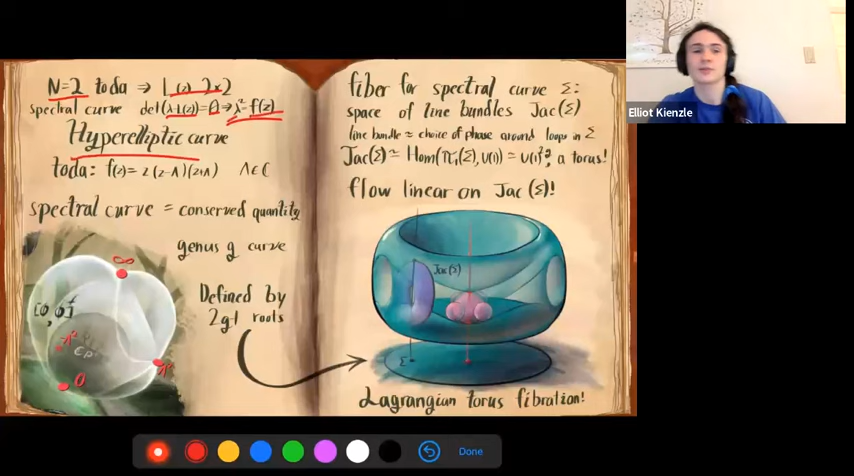 N=2 toda ⇒ L(z) 2x2
spectral curve det(λ-L(z))=0 ⇒ λ²=f(z)
Hyperelliptic curve
toda: f(z)= z(z-Λ)(z+Λ) Λ∈ℂ
spectral curve = conserved quantity
genus g curve
Defined by
2g+1 roots
∞
[Φ, Φ]†
0
fiber for spectral curve Σ:
space of line bundles Jac(Σ)
line bundle ≈ choice of phase around loops in Σ
Jac(Σ) ≃ Hom(π₁(Σ), U(1)) ≃ U(1)^2g, a torus!
flow linear on Jac(Σ)!
Jac(Σ)
Σ
Lagrangian torus fibration!
Elliot Kienzle
Done